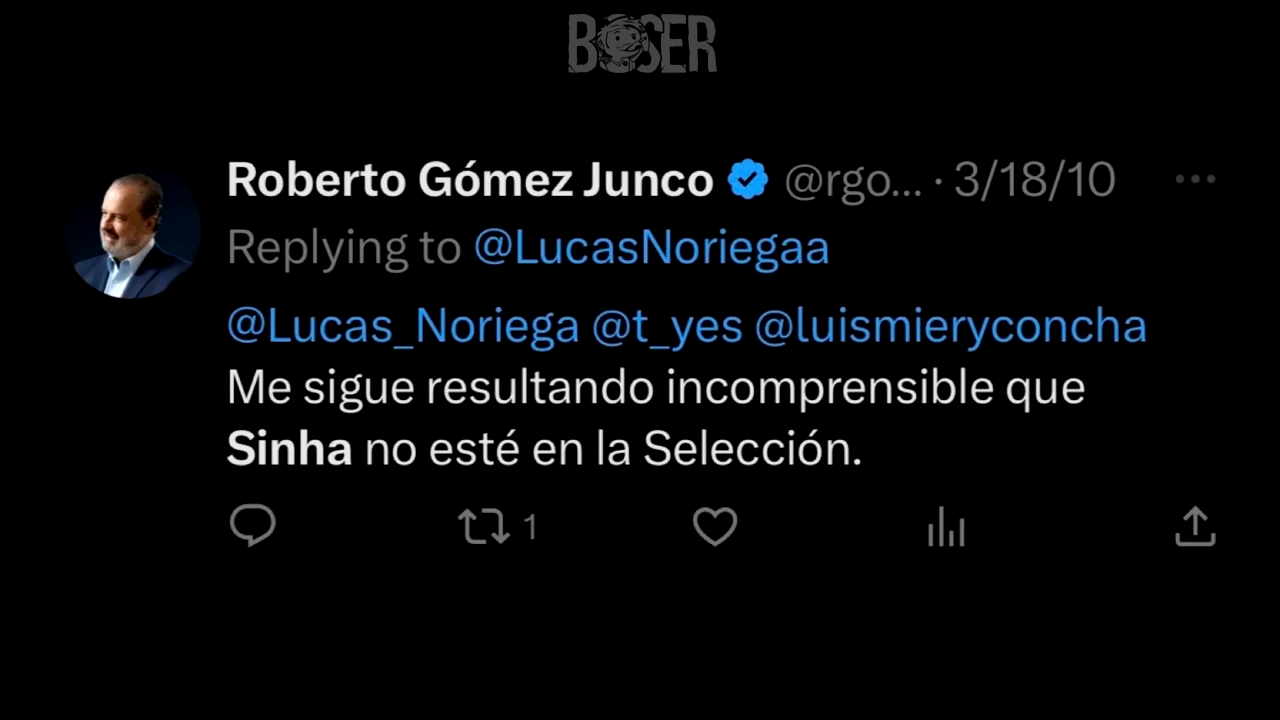 BOSER
Roberto Gómez Junco @rgo... · 3/18/10
Replying to @LucasNoriegaa
@Lucas_Noriega @t_yes @luismieryconcha
Me sigue resultando incomprensible que
Sinha no esté en la Selección.
1